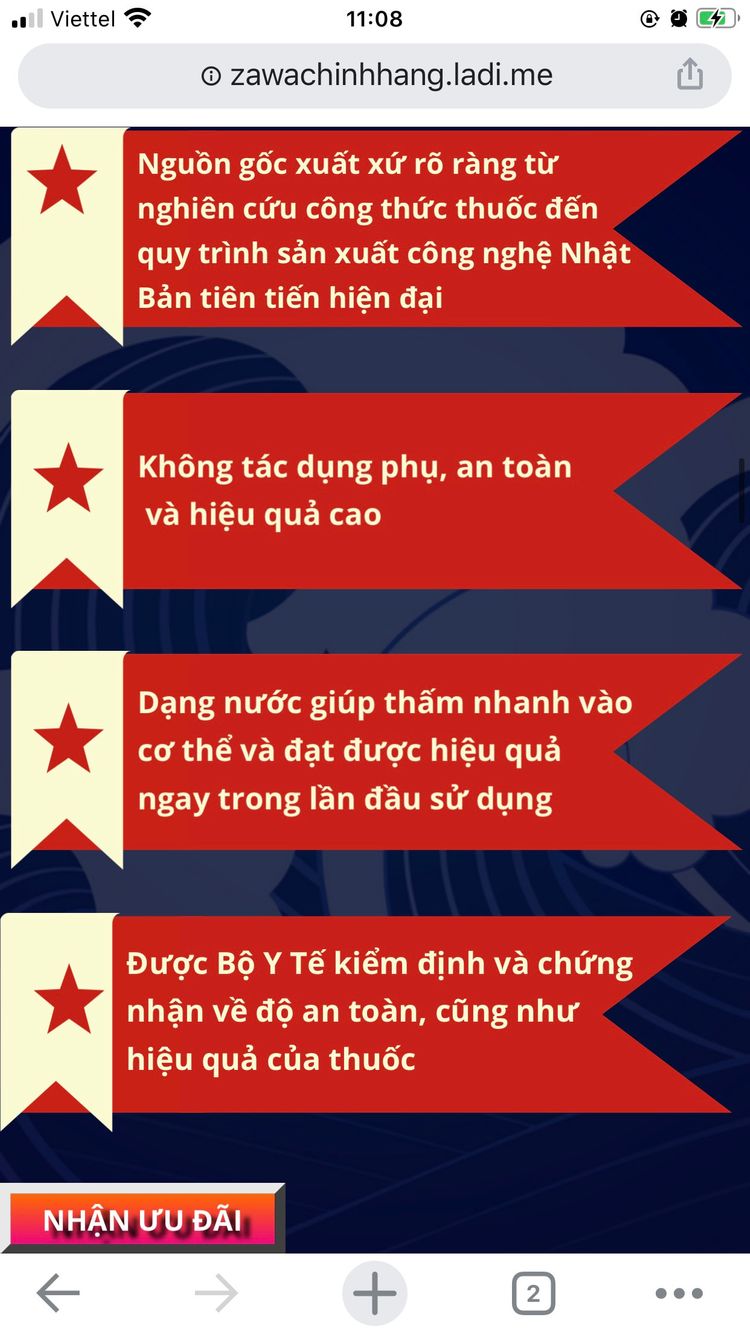 Viettel
11:08
zawachinhhang.ladi.me
Nguồn gốc xuất xứ rõ ràng từ
nghiên cứu công thức thuốc đến
quy trình sản xuất công nghệ Nhật
Bản tiên tiến hiện đại
Không tác dụng phụ, an toàn
và hiệu quả cao
Dạng nước giúp thấm nhanh vào
cơ thể và đạt được hiệu quả
ngay trong lần đầu sử dụng
Được Bộ Y Tế kiểm định và chứng
nhận về độ an toàn, cũng như
hiệu quả của thuốc
NHẬN ƯU ĐÃI
2